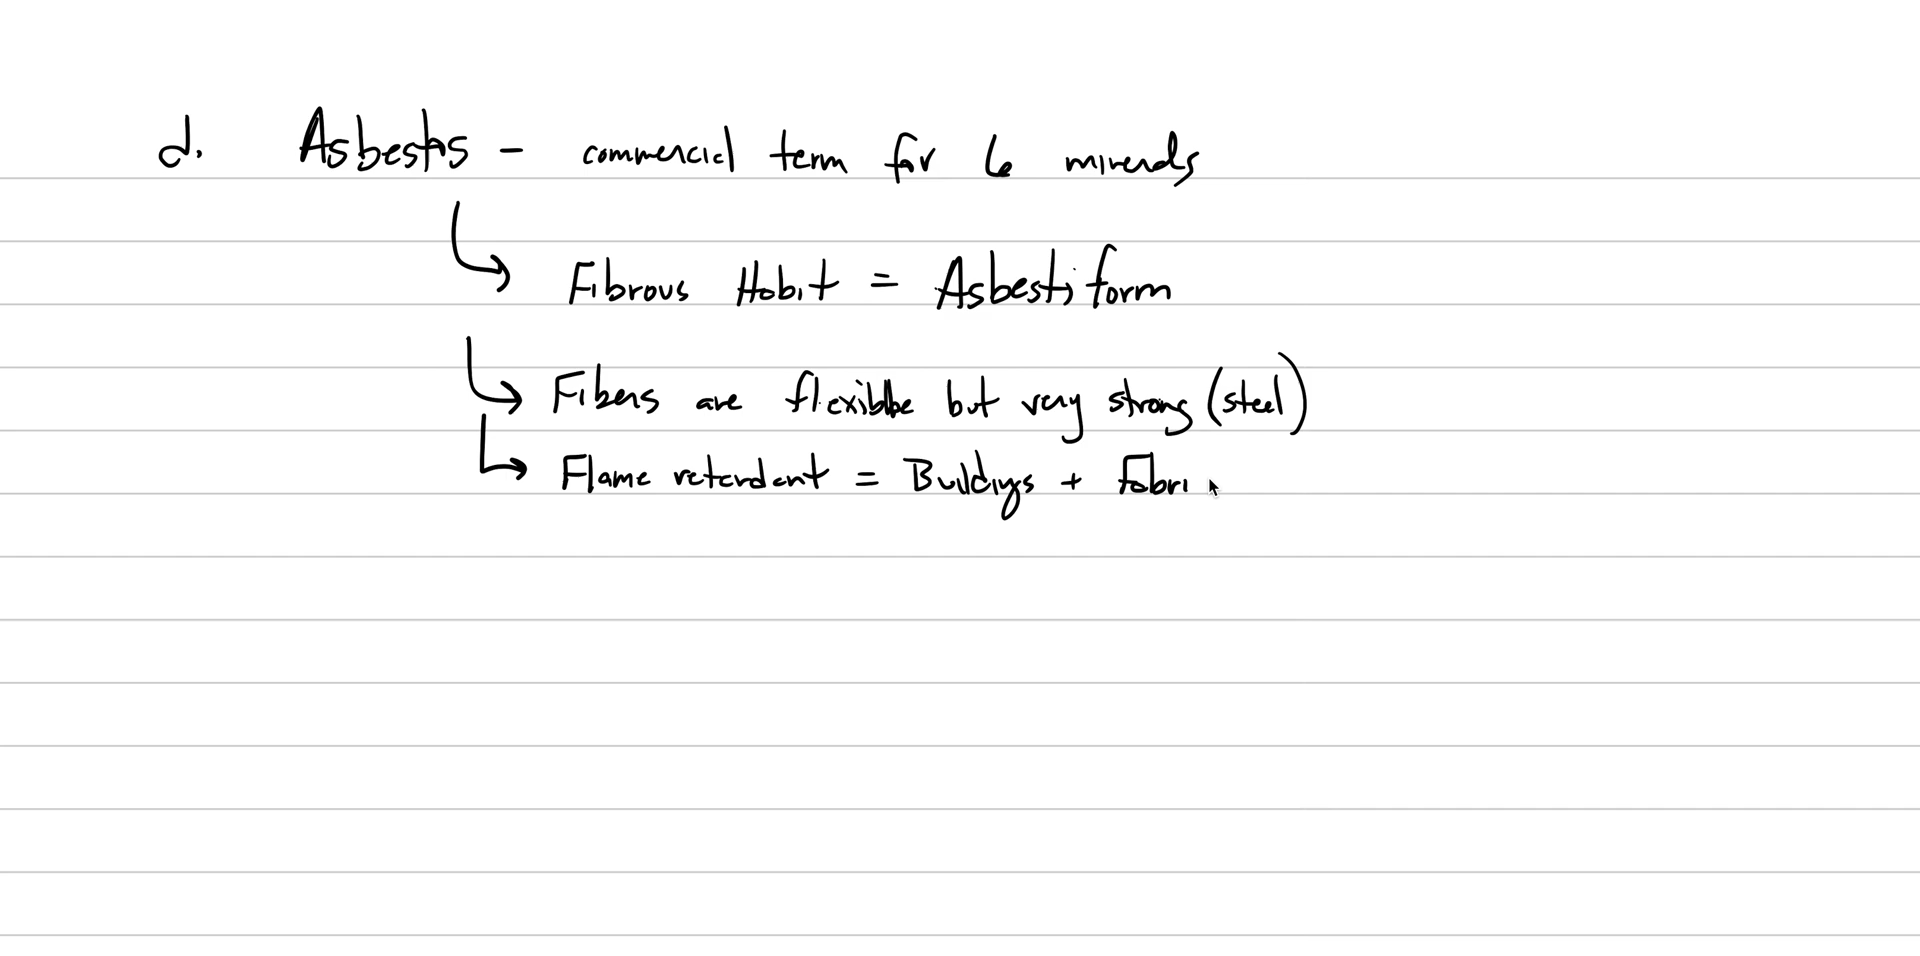 d. Asbestos - commercial term for 6 minerals
Fibrous Habit = Asbestiform
Fibers are flexible but very strong (steel)
Flame retardant = Buildings + Fabri